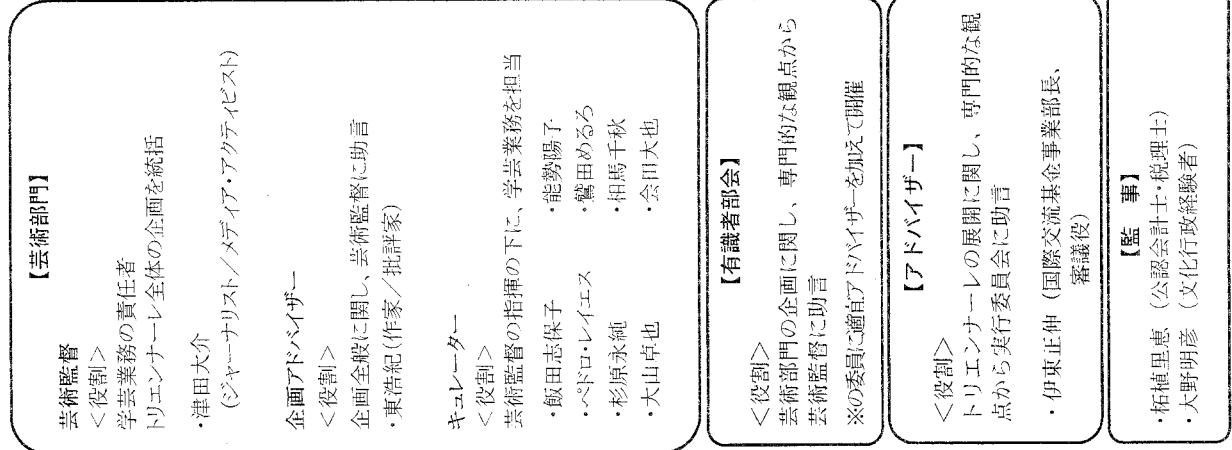 【芸術部門】
芸術監督
＜役割＞
学芸業務の責任者
トリエンナーレ全体の企画を統括
・津田大介
(ジャーナリスト／メディア・アクティビスト)
企画アドバイザー
＜役割＞
企画全般に関し、芸術監督に助言
・東浩紀(作家／批評家)
キュレーター
＜役割＞
芸術監督の指揮の下に、学芸業務を担当
・飯田志保子　・能勢陽子
・ペドロ・レイエス　・鷲田めるろ
・杉原永純　・相馬千秋
・大山卓也　・会田大也
【有識者部会】
＜役割＞
芸術部門の企画に関し、専門的な観点から
芸術監督に助言
※の委員に適宜アドバイザーを加えて開催
【アドバイザー】
＜役割＞
トリエンナーレの展開に関し、専門的な観
点から実行委員会に助言
・伊東正伸（国際交流基金事業部長、
審議役）
【監　事】
・柘植里恵（公認会計士・税理士）
・大野明彦（文化行政経験者）